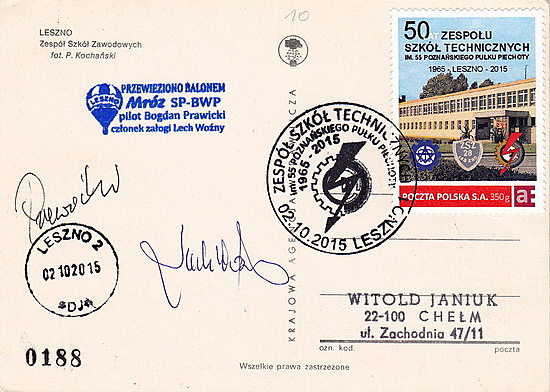 10
LESZNO
Zespół Szkół Zawodowych
fot. P. Kochański
LESZNO
PRZEWIEZIONO BALONEM
Mróz SP-BWP
pilot Bogdan Prawicki
członek załogi Lech Woźny
50 LAT ZESPOŁU
SZKÓŁ TECHNICZNYCH
IM. 55 POZNAŃSKIEGO PUŁKU PIECHOTY
1965 - LESZNO - 2015
POCZTA POLSKA S.A. 350g a:
ZESPÓŁ SZKÓŁ TECHNICZNYCH
IM. 55 POZNAŃSKIEGO PUŁKU PIECHOTY
1965-2015
02.10.2015 LESZNO
KRAJOWA AGENCJA
LESZNO 2
02 10 20 15
0188
WITOLD JANIUK
22-100 CHEŁM
ul. Zachodnia 47/11
ozn. kod.
poczta
Wszelkie prawa zastrzeżone